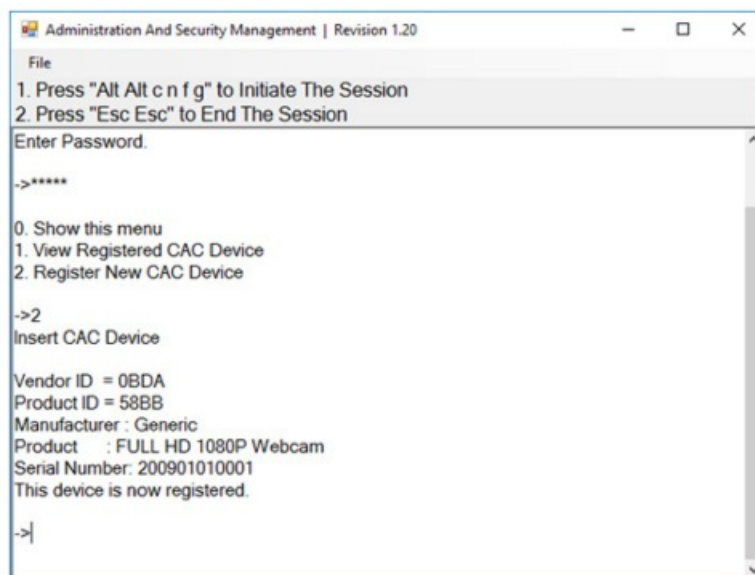 Administration And Security Management | Revision 1.20
File
1. Press "Alt Alt c n f g" to Initiate The Session
2. Press "Esc Esc" to End The Session
Enter Password.
->*****
0. Show this menu
1. View Registered CAC Device
2. Register New CAC Device
->2
Insert CAC Device
Vendor ID = 0BDA
Product ID = 58BB
Manufacturer : Generic
Product : FULL HD 1080P Webcam
Serial Number: 200901010001
This device is now registered.
->